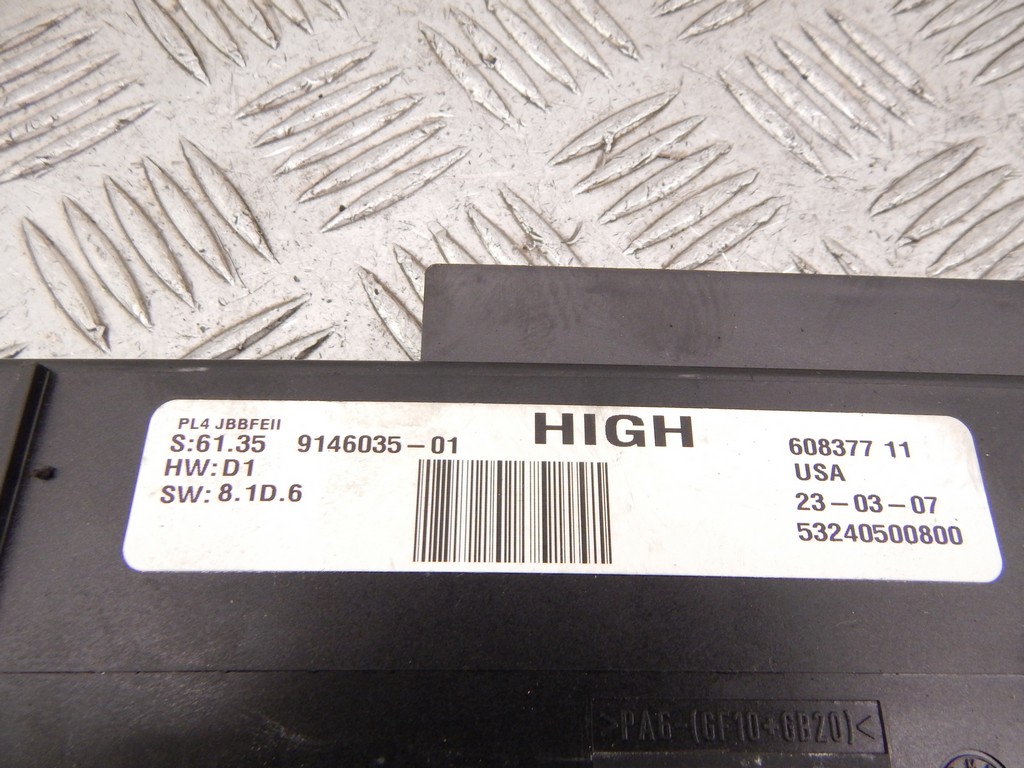 PL4 JBBFEII
S:61.35 9146035-01
HW:D1
SW: 8.1D.6
HIGH
608377 11
USA
23-03-07
53240500800
>PA6-(GF10+GB20)<